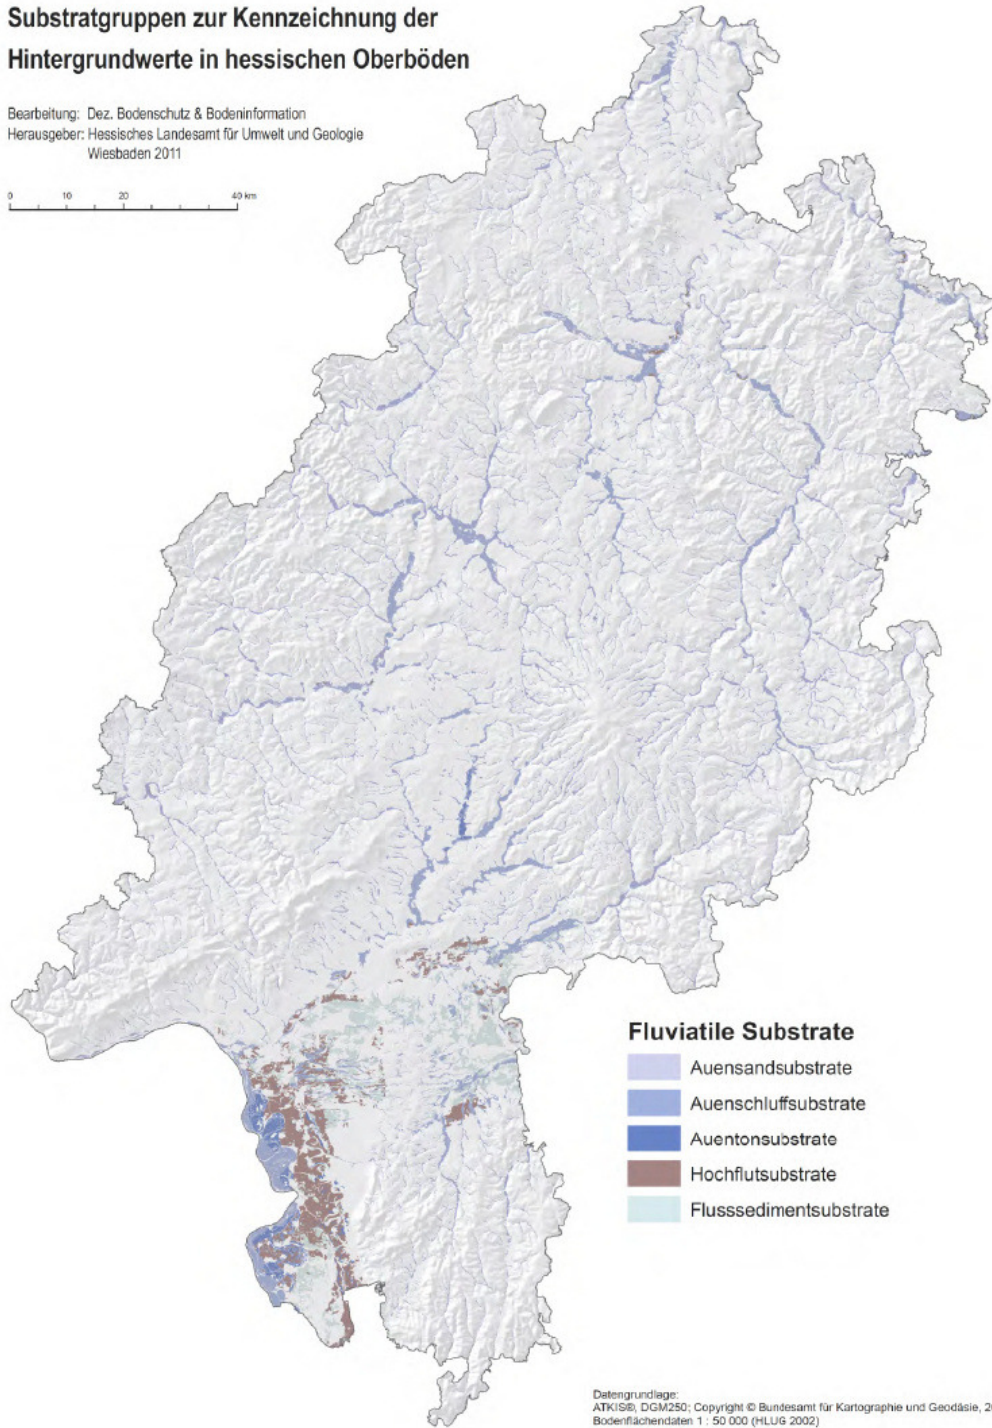 Substratgruppen zur Kennzeichnung der
Hintergrundwerte in hessischen Oberböden
Bearbeitung: Dez. Bodenschutz & Bodeninformation
Herausgeber: Hessisches Landesamt für Umwelt und Geologie
Wiesbaden 2011
0 10 20 40 km
Fluviatile Substrate
Auensandsubstrate
Auenschluffsubstrate
Auentonsubstrate
Hochflutsubstrate
Flusssedimentsubstrate
Datengrundlage:
ATKIS®, DGM250; Copyright © Bundesamt für Kartographie und Geodäsie, 2
Bodenflächendaten 1 : 50 000 (HLUG 2002)